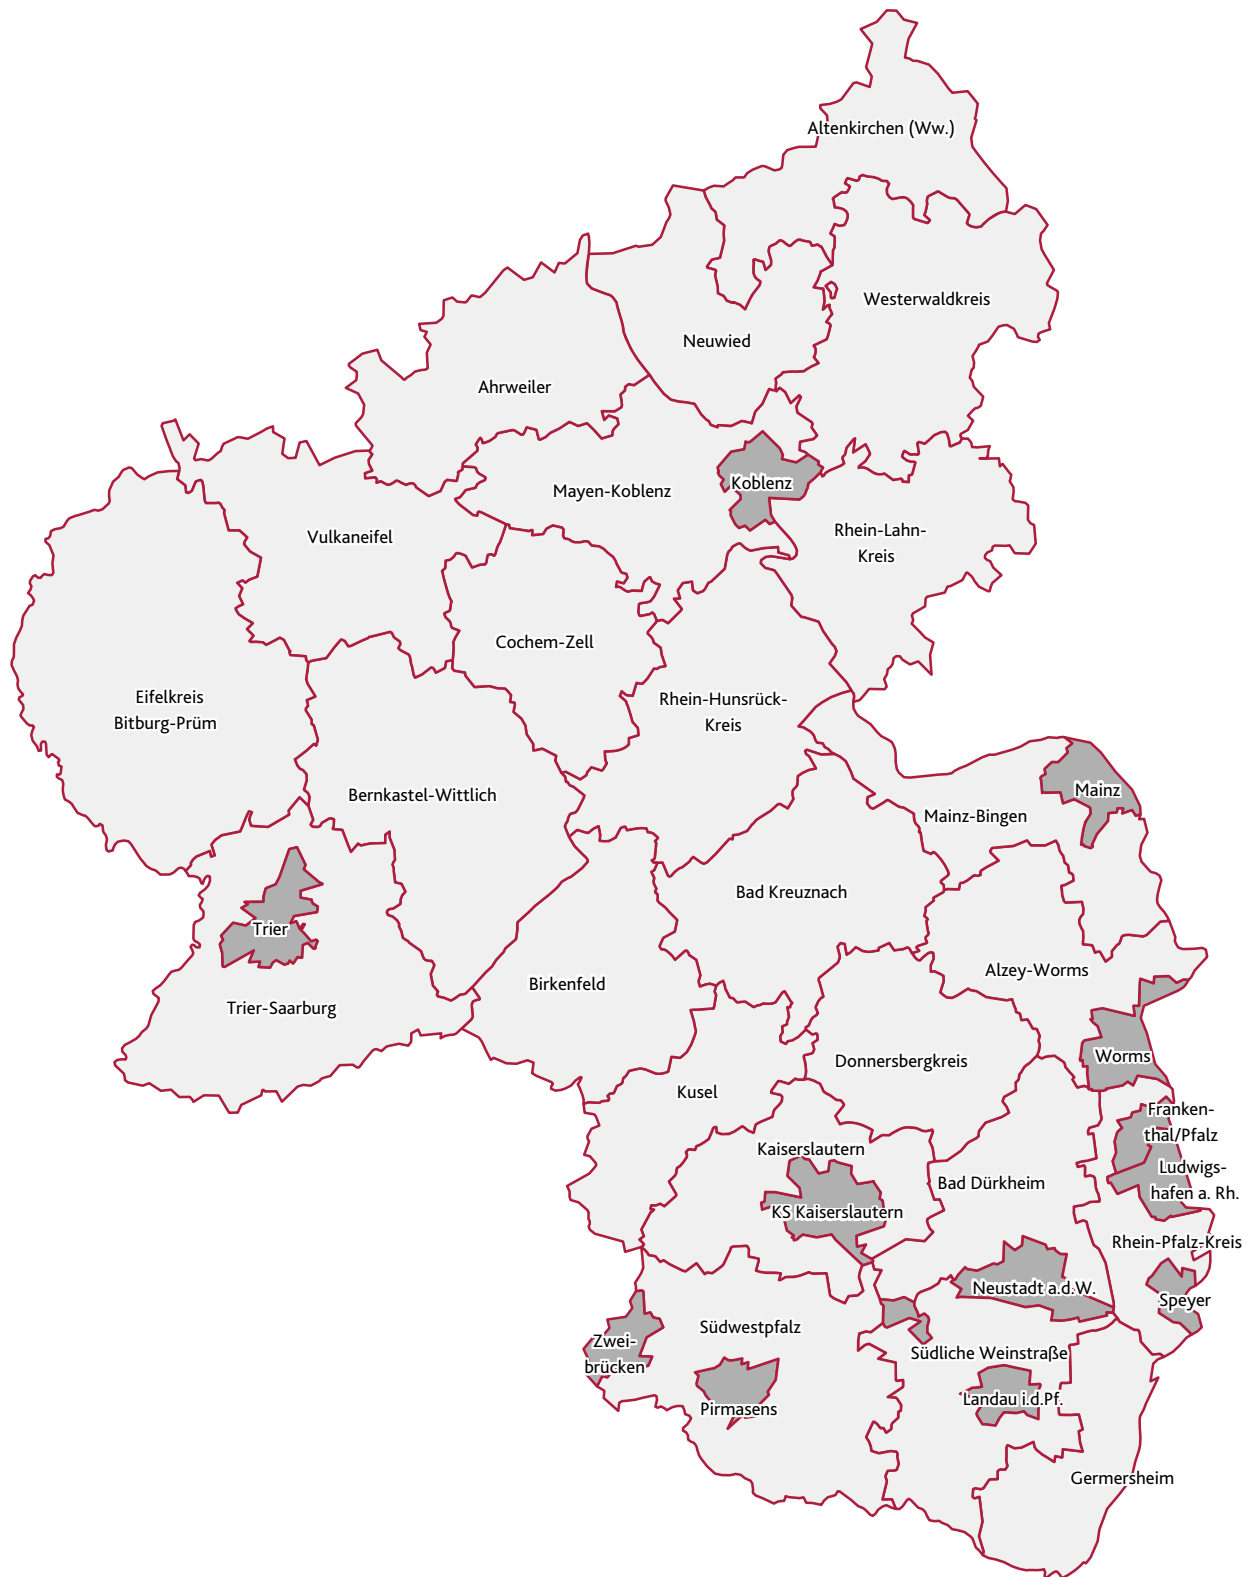 Altenkirchen (Ww.)
Westerwaldkreis
Neuwied
Ahrweiler
Koblenz
Mayen-Koblenz
Rhein-Lahn-
Kreis
Vulkaneifel
Cochem-Zell
Eifelkreis
Bitburg-Prüm
Rhein-Hunsrück-
Kreis
Bernkastel-Wittlich
Mainz
Mainz-Bingen
Bad Kreuznach
Trier
Alzey-Worms
Birkenfeld
Trier-Saarburg
Worms
Donnersbergkreis
Kusel
Franken-
thal/Pfalz
Kaiserslautern
Ludwigs-
hafen a. Rh.
Bad Dürkheim
KS Kaiserslautern
Rhein-Pfalz-Kreis
Neustadt a.d.W.
Speyer
Südwestpfalz
Zwei-
brücken
Südliche Weinstraße
Landau i.d.Pf.
Pirmasens
Germersheim